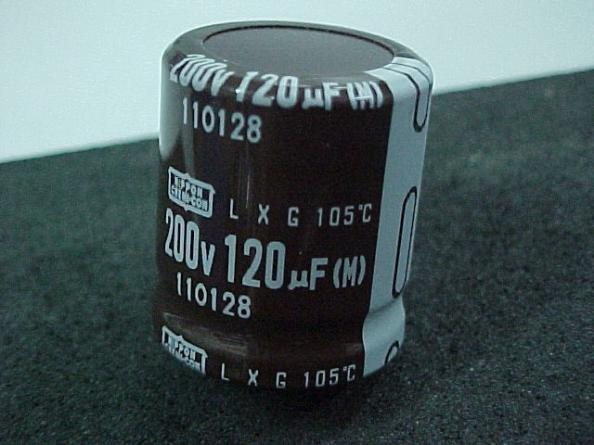 200v 120µF(M)
110128
NIPPON
CHEMI-CON
L X G 105°C
200v 120µF(M)
110128
NIPPON
CHEMI-CON
L X G 105°C